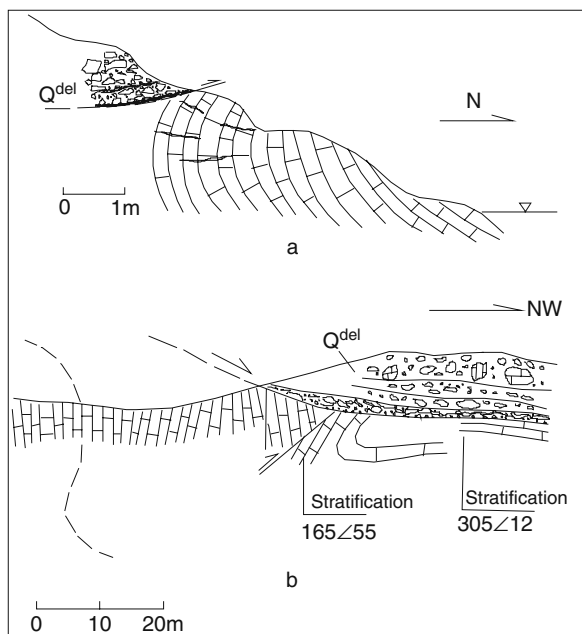 Q^del
N
0 1m
a
NW
Q^del
Stratification
165∠55
Stratification
305∠12
b
0 10 20m